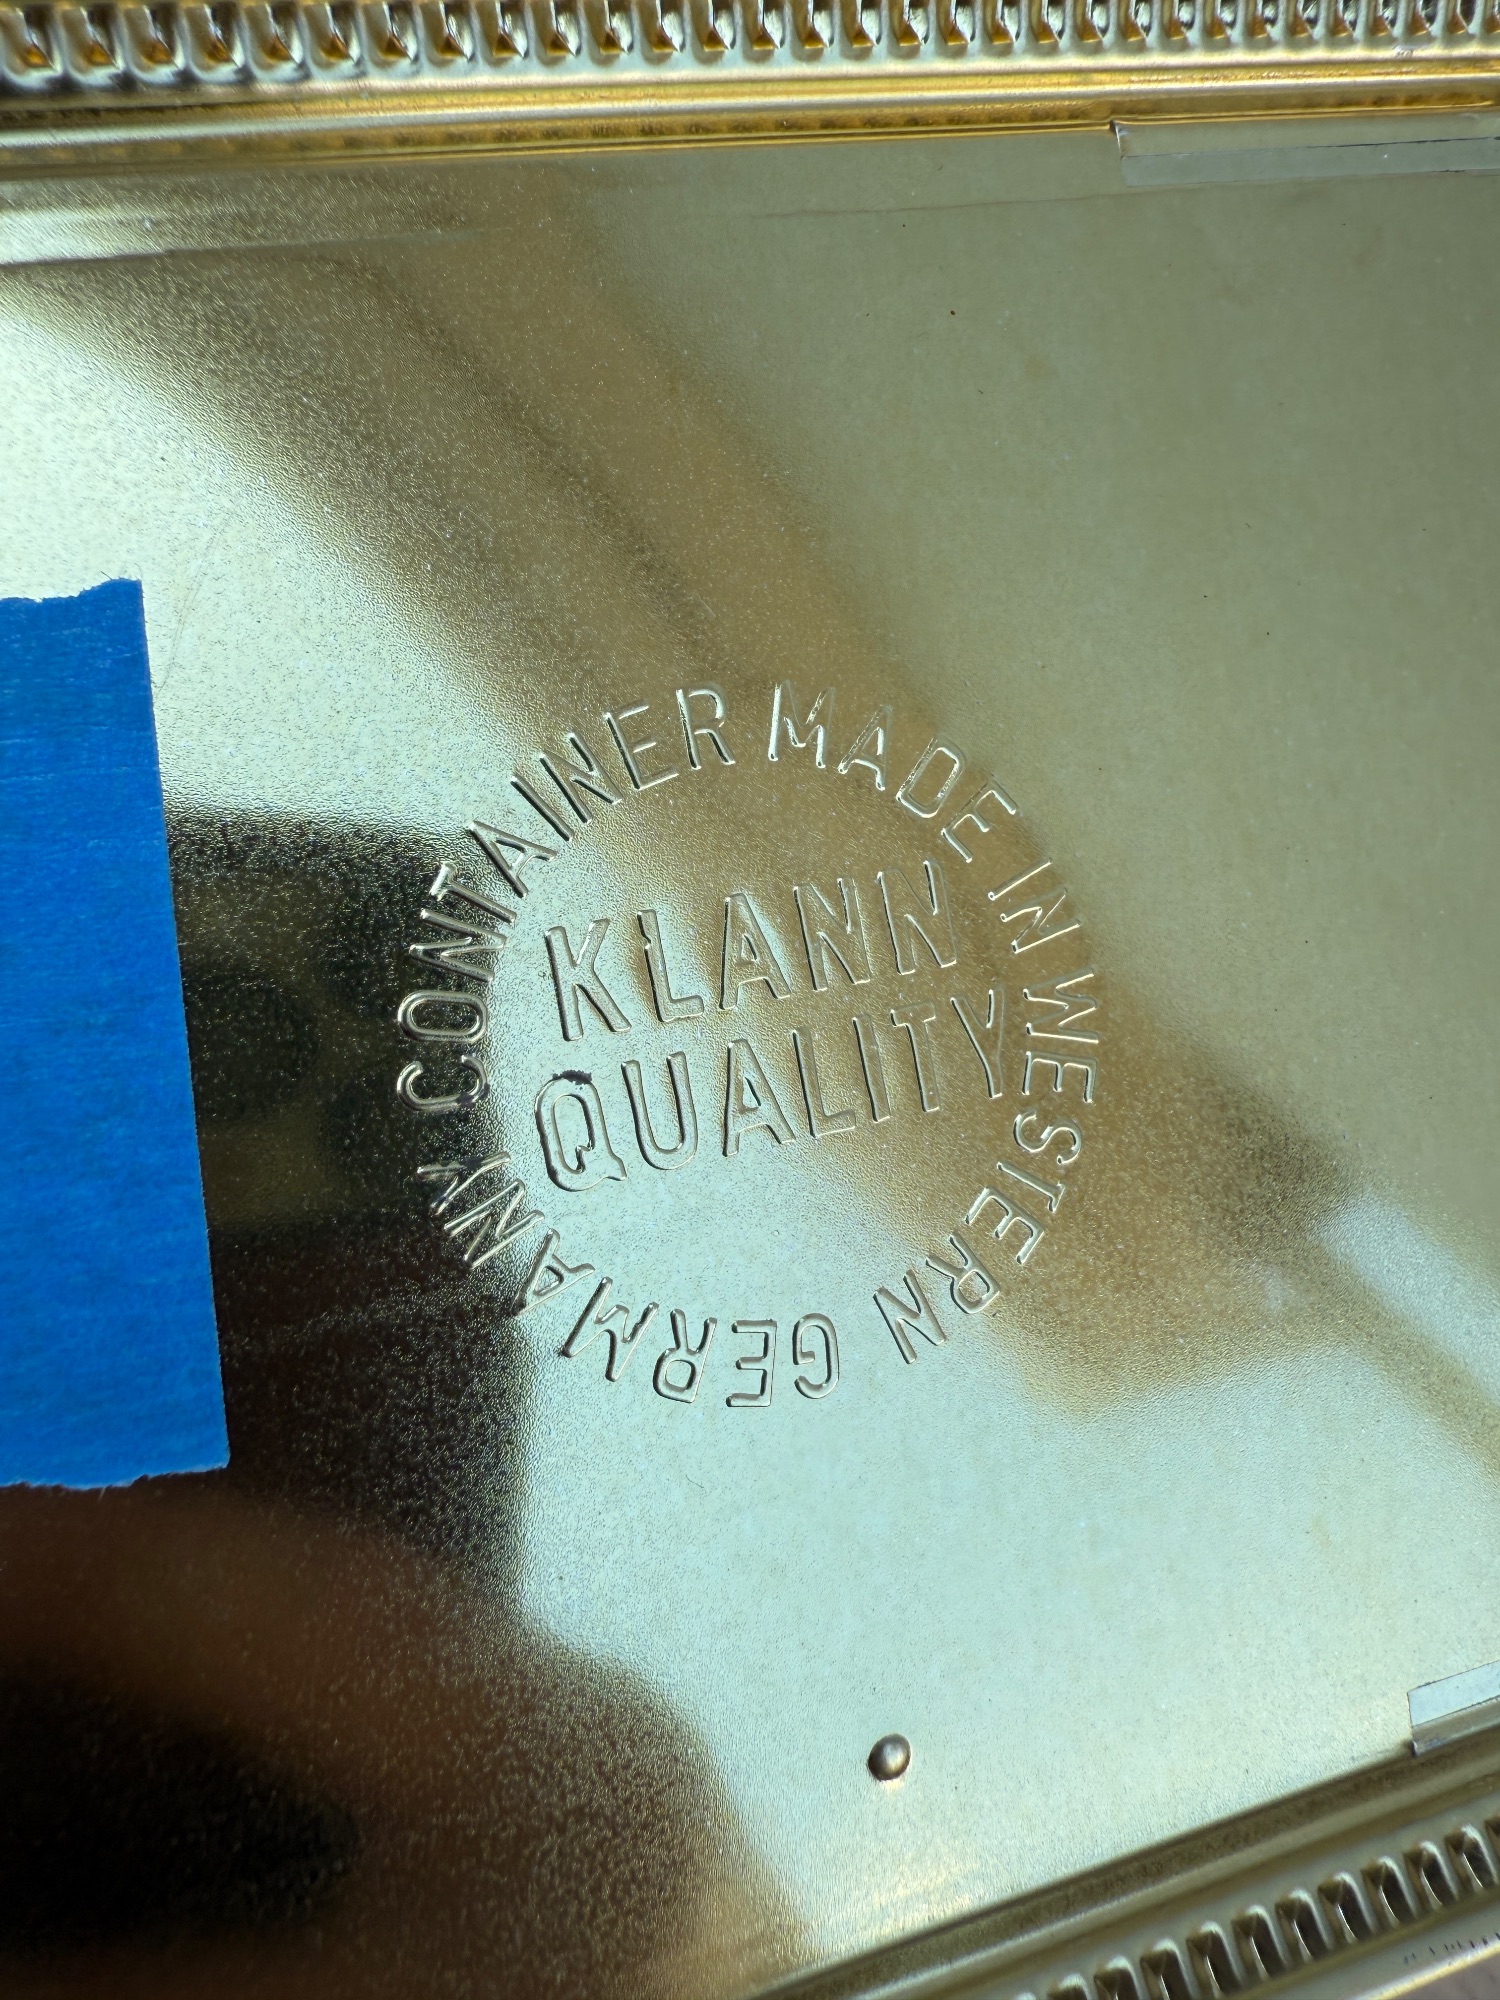 CONTAINER MADE IN WESTERN GERMANY
KLANN
QUALITY